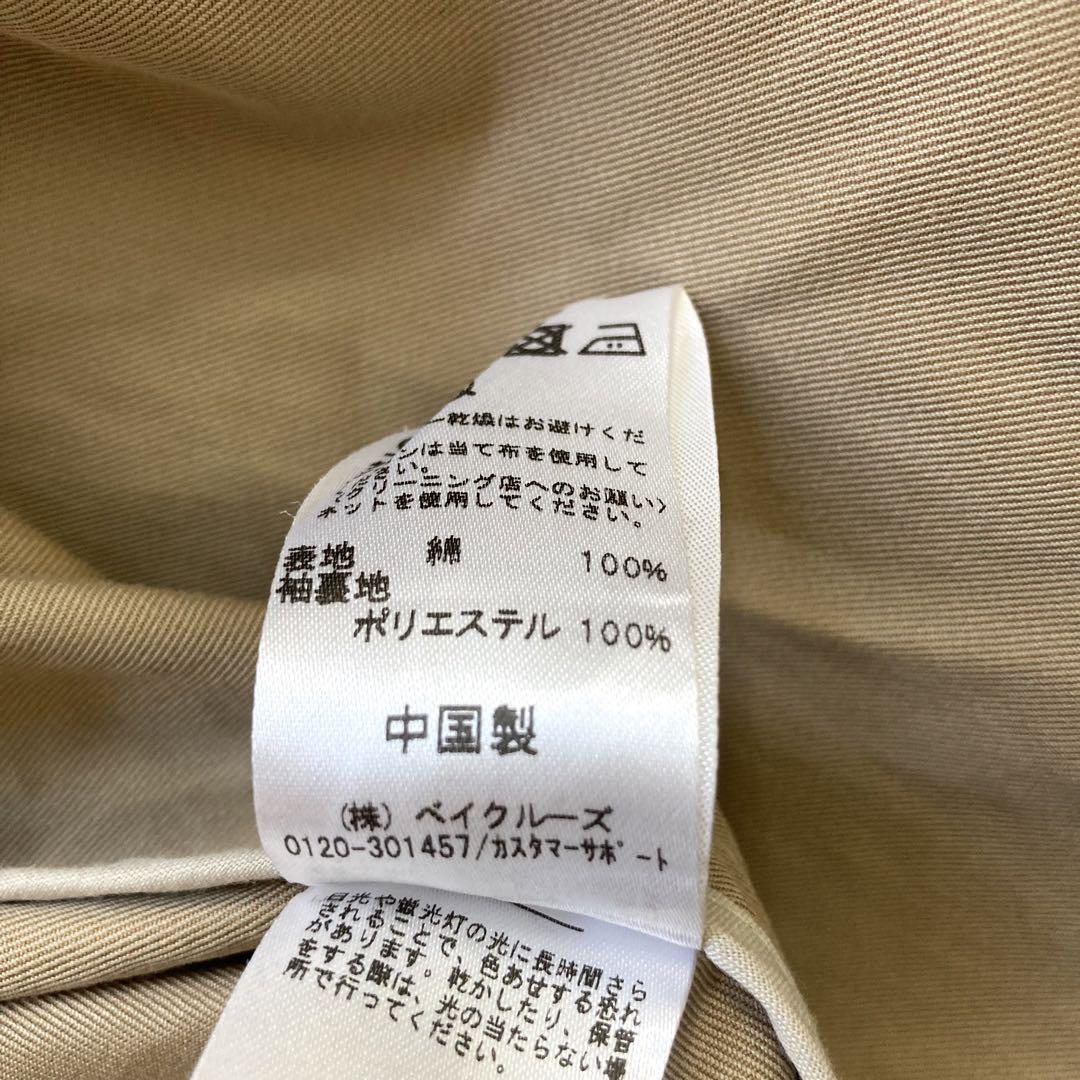 乾燥はお避けくだ
ンは当て布を使用して
ださい。
クリーニング店へのお願い〉
ネットを使用してください。
表地 綿 100%
袖裏地
ポリエステル 100%
中国製
(株) ベイクルーズ
0120-301457/カスタマーサポート
日光や蛍光灯の光に長時間さら
されることで、色あせする恐れ
があります。乾かしたり、保管
をする際は、光の当たらない場
所で行ってください。